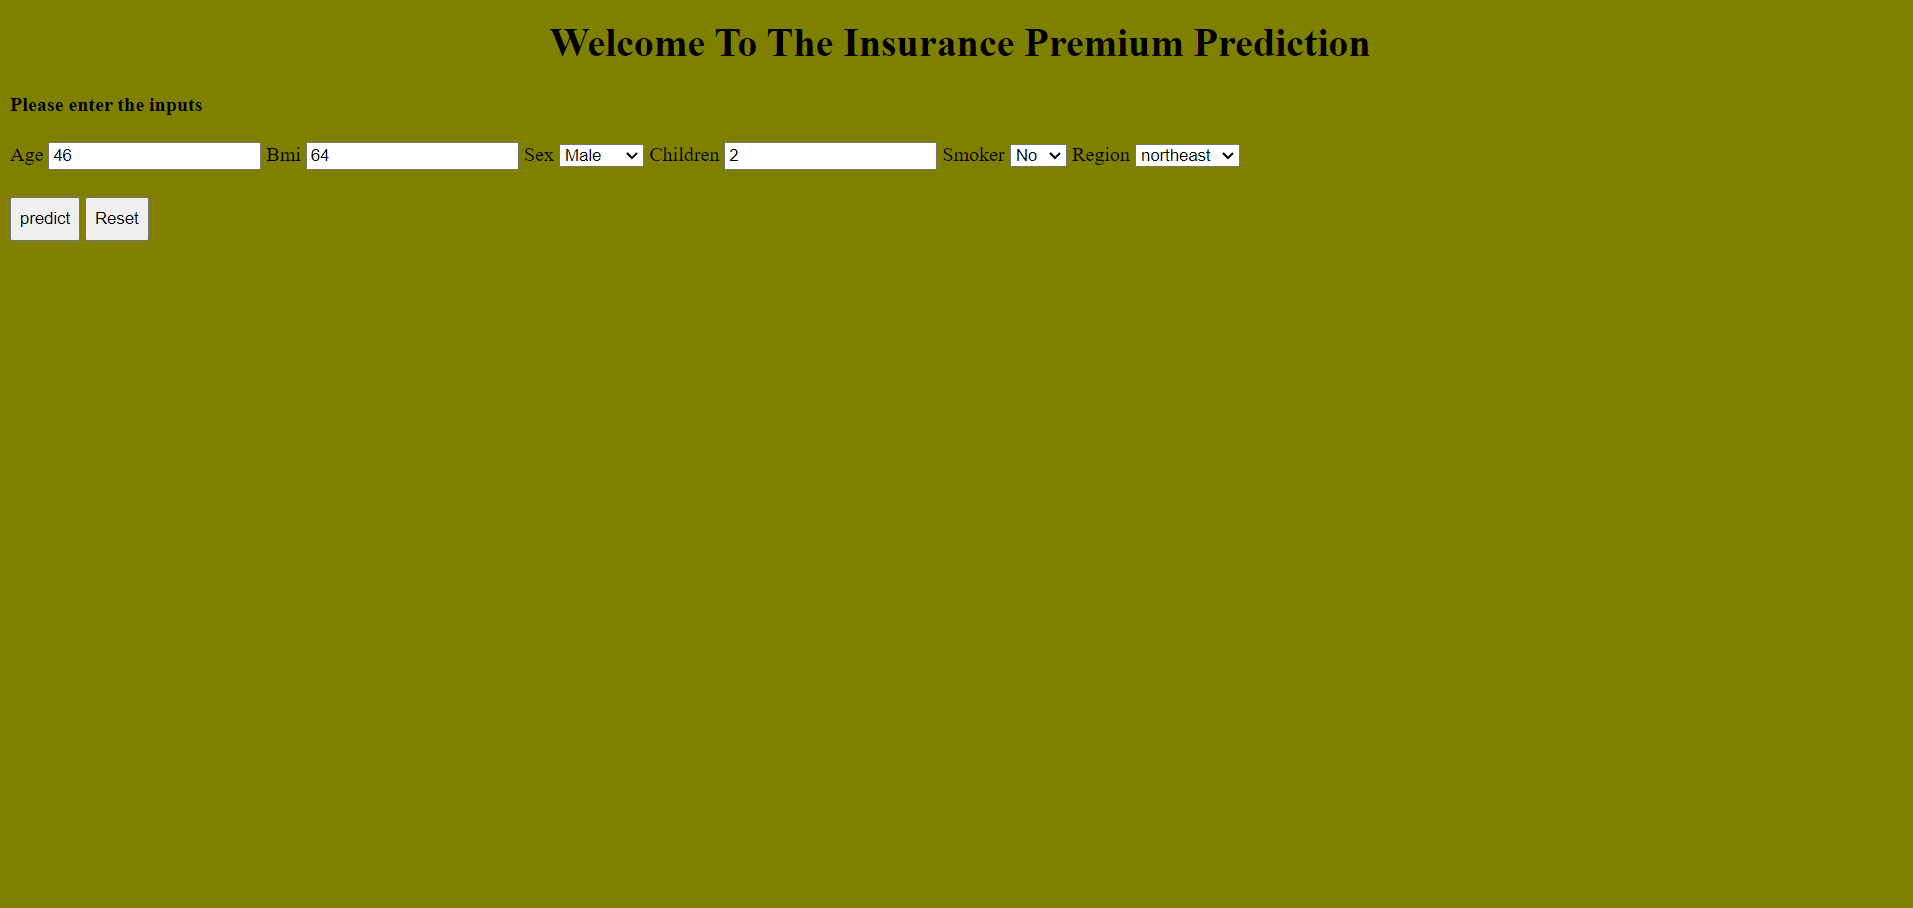 Welcome To The Insurance Premium Prediction
Please enter the inputs
Age 46 Bmi 64 Sex Male Children 2 Smoker No Region northeast
predict Reset